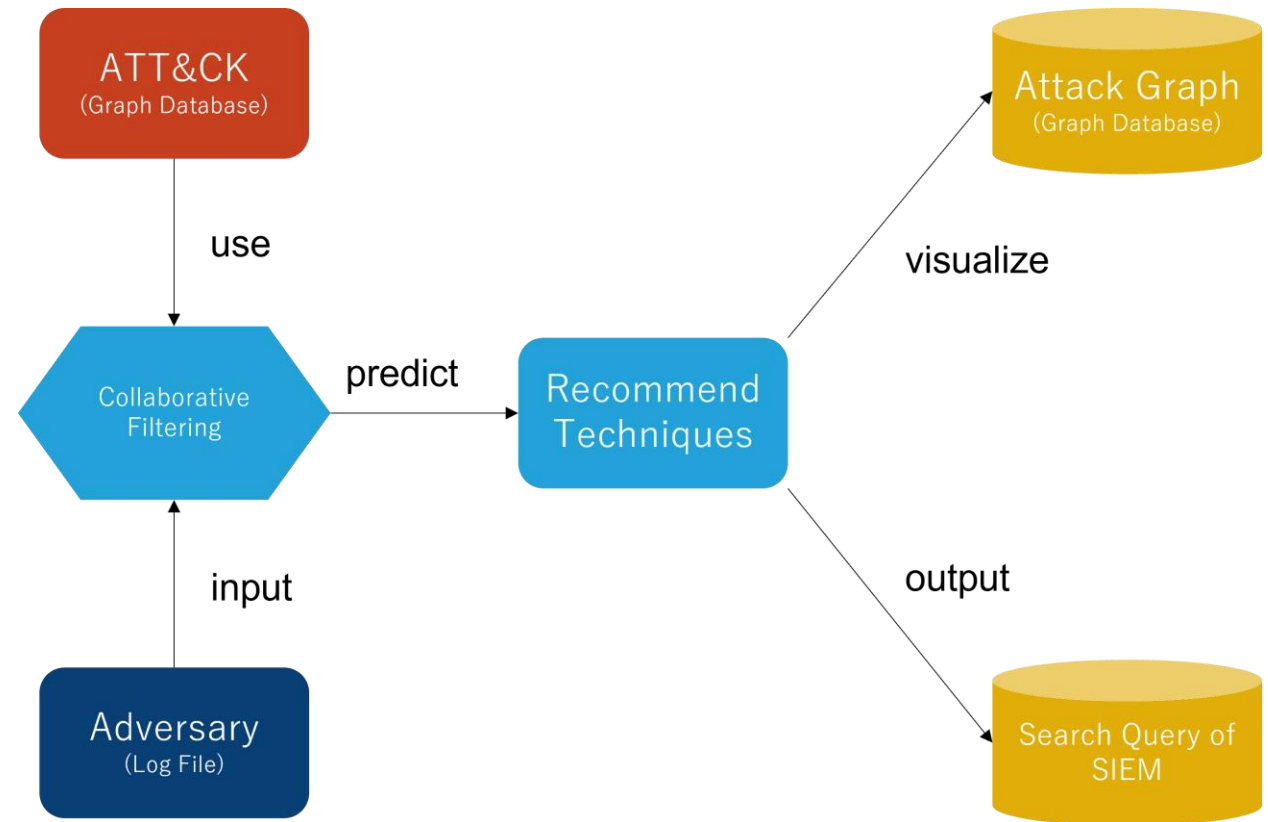 ATT&CK
(Graph Database)
use
Collaborative
Filtering
input
Adversary
(Log File)
predict
Recommend
Techniques
visualize
Attack Graph
(Graph Database)
output
Search Query of
SIEM